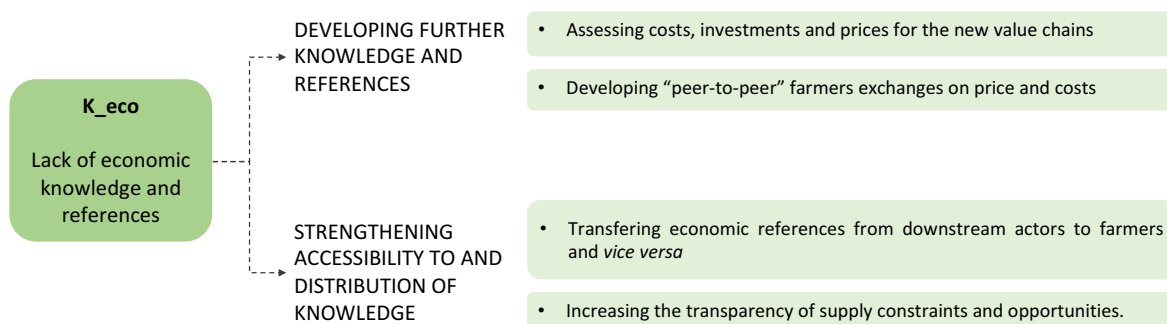 K_eco
Lack of economic
knowledge and
references
DEVELOPING FURTHER
KNOWLEDGE AND
REFERENCES
• Assessing costs, investments and prices for the new value chains
• Developing “peer-to-peer” farmers exchanges on price and costs
STRENGTHENING
ACCESSIBILITY TO AND
DISTRIBUTION OF
KNOWLEDGE
• Transfering economic references from downstream actors to farmers
and vice versa
• Increasing the transparency of supply constraints and opportunities.